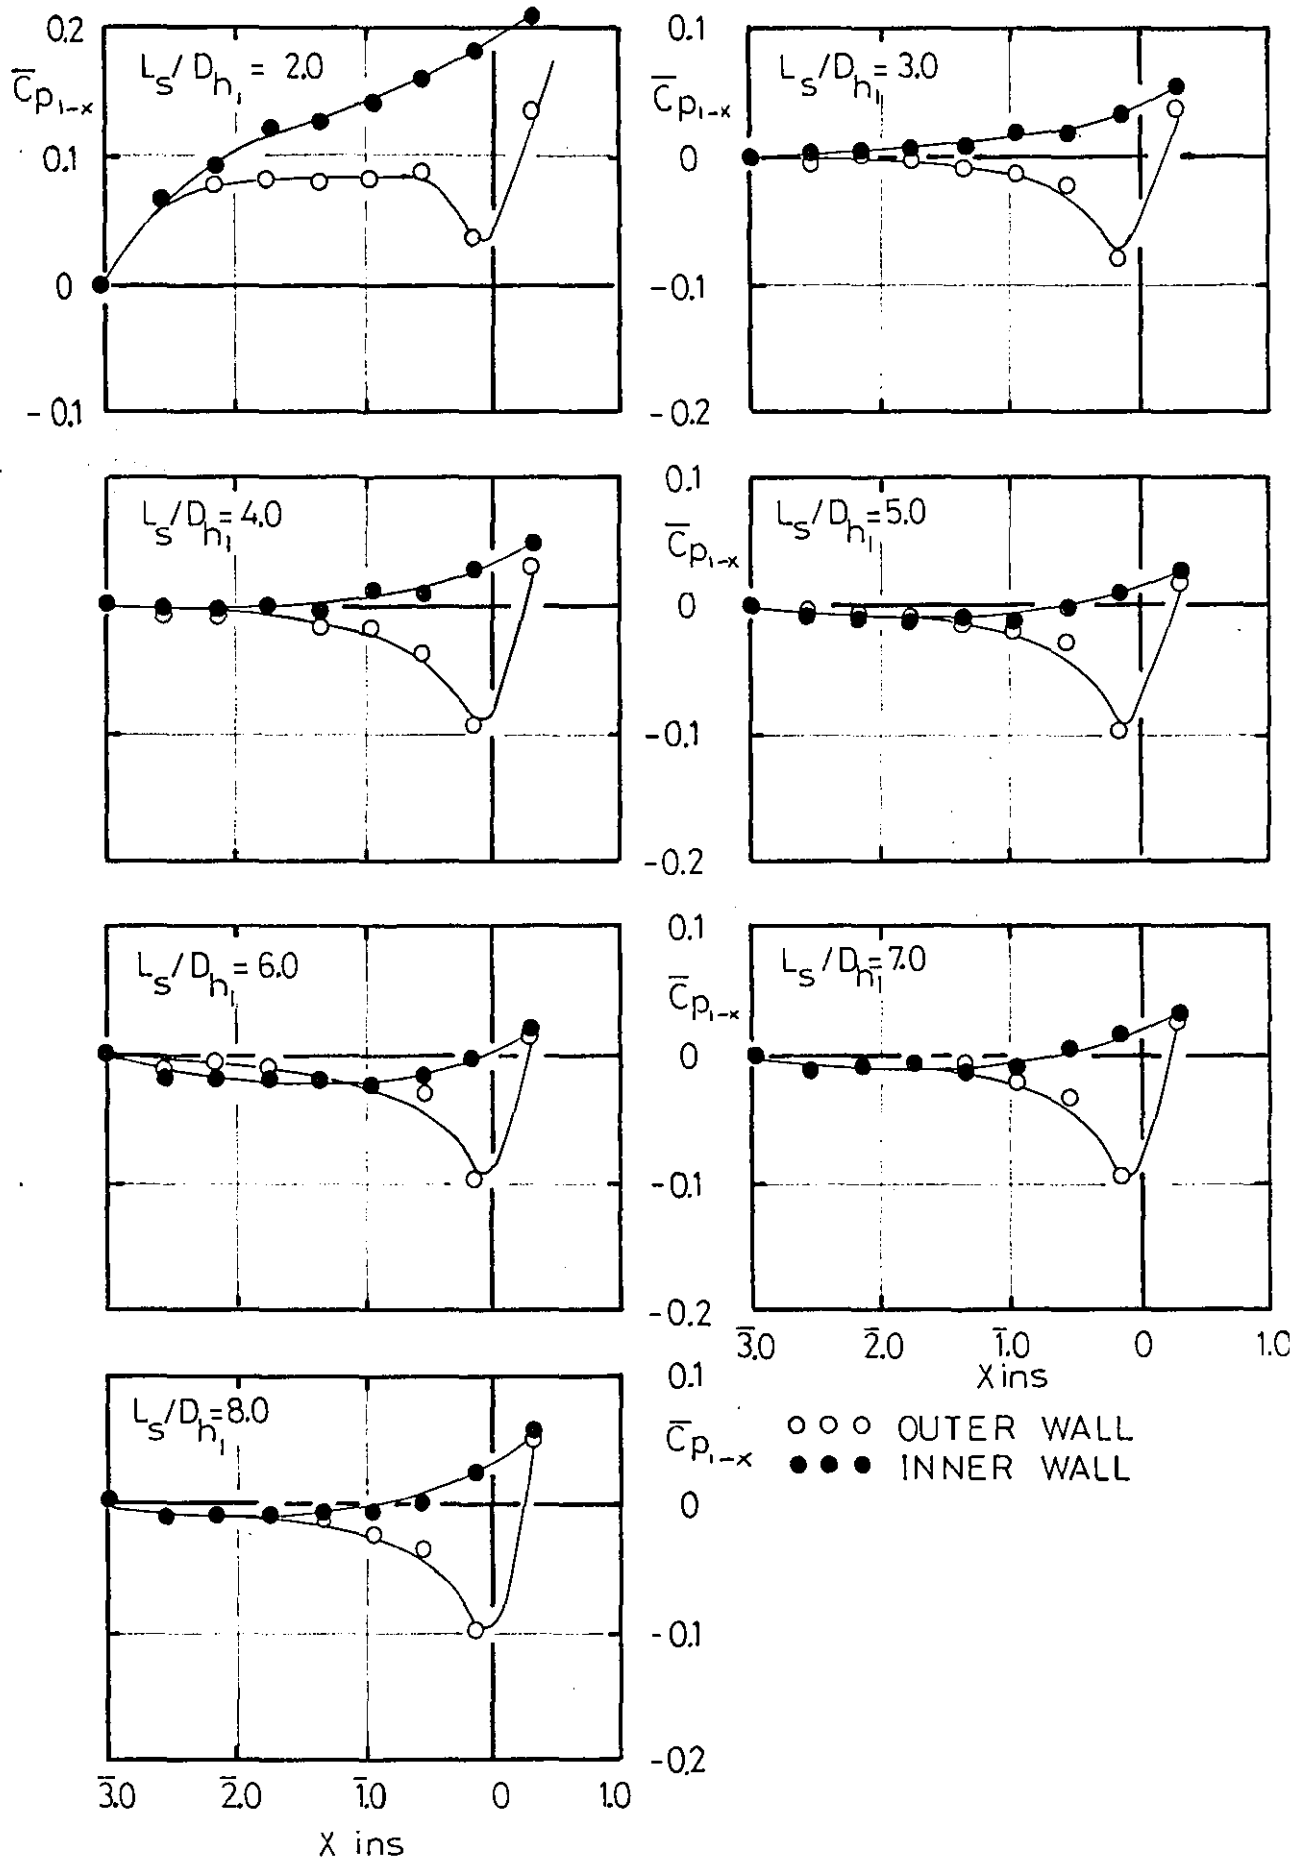 0.2
C̅p₁₋ₓ
0.1
0
-0.1
Ls/Dh₁ = 2.0
0.1
C̅p₁₋ₓ
0
-0.1
-0.2
Ls/Dh₁=3.0
Ls/Dh₁=4.0
0.1
C̅p₁₋ₓ
0
-0.1
-0.2
Ls/Dh₁=5.0
Ls/Dh₁=6.0
0.1
C̅p₁₋ₓ
0
-0.1
-0.2
Ls/Dh₁=7.0
3̅.0 2̅.0 1̅.0 0 1.0
X ins
Ls/Dh₁=8.0
0.1
C̅p₁₋ₓ
0
-0.1
-0.2
OUTER WALL
INNER WALL
3̅.0 2̅.0 1̅.0 0 1.0
X ins